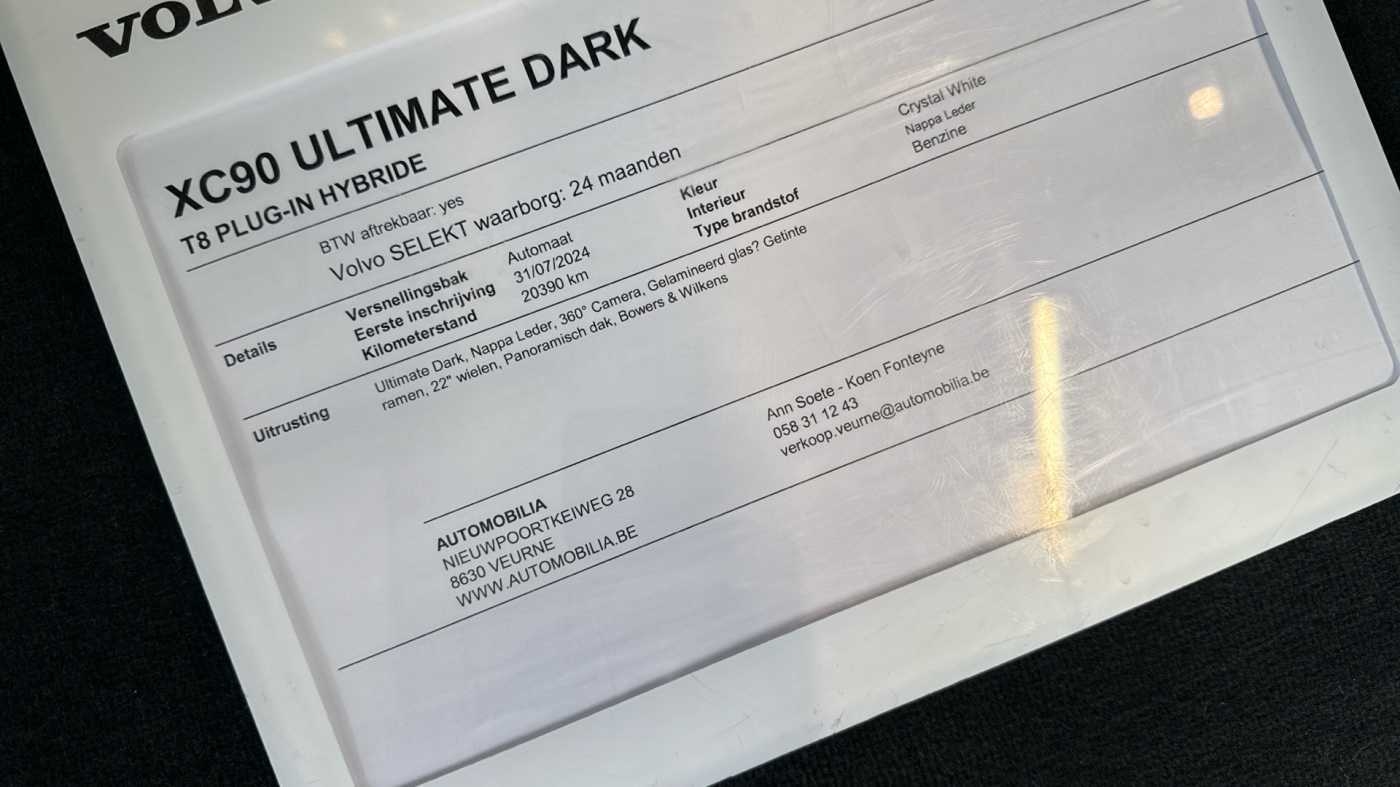 VOLVO
XC90 ULTIMATE DARK
T8 PLUG-IN HYBRIDE
BTW aftrekbaar: yes
Volvo SELEKT waarborg: 24 maanden
Details
Versnellingsbak Automaat
Eerste inschrijving 31/07/2024
Kilometerstand 20390 km
Kleur Crystal White
Interieur Nappa Leder
Type brandstof Benzine
Uitrusting
Ultimate Dark, Nappa Leder, 360° Camera, Gelamineerd glas? Getinte
ramen, 22" wielen, Panoramisch dak, Bowers & Wilkens
AUTOMOBILIA
NIEUWPOORTKEIWEG 28
8630 VEURNE
WWW.AUTOMOBILIA.BE
Ann Soete - Koen Fonteyne
058 31 12 43
verkoop.veurne@automobilia.be